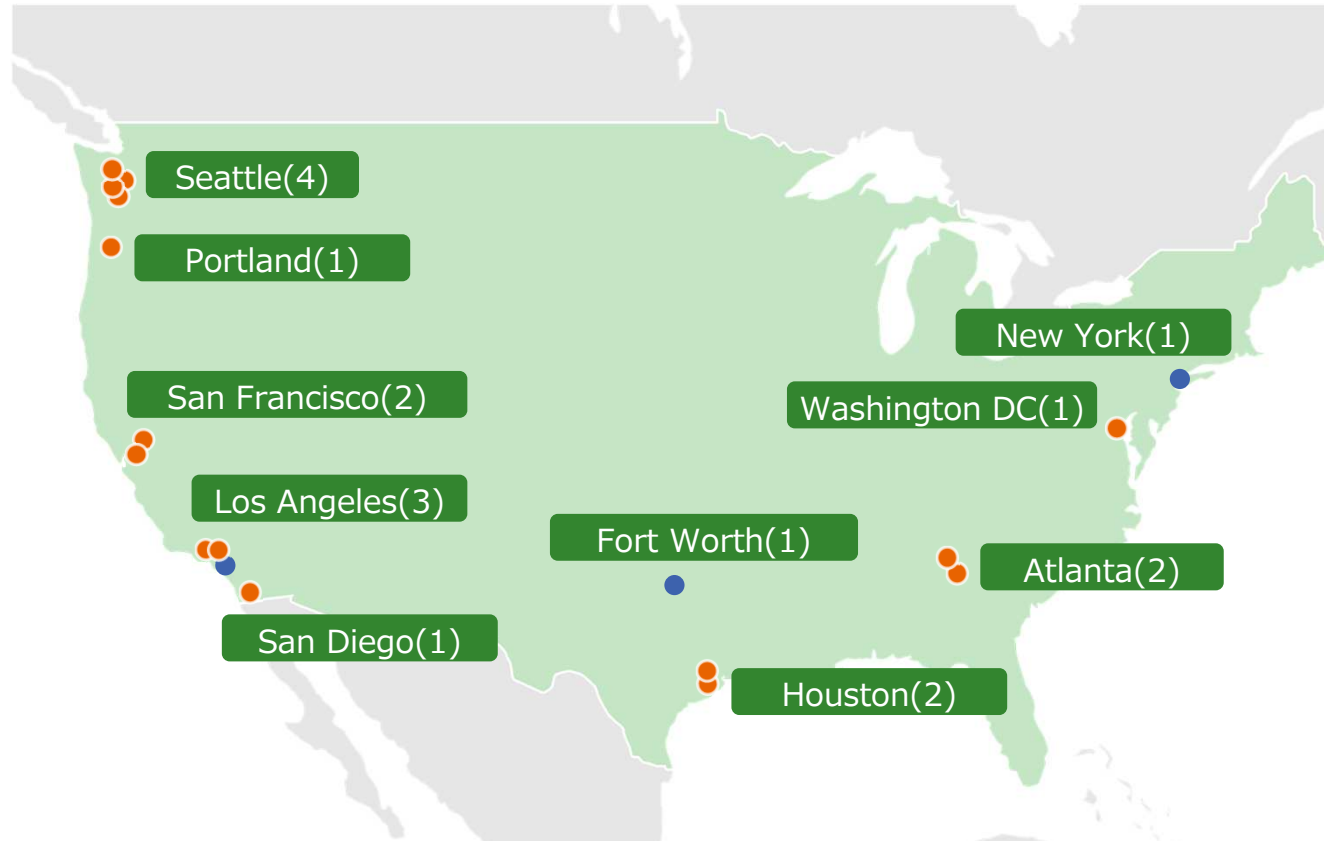 Seattle(4)
Portland(1)
New York(1)
San Francisco(2)
Washington DC(1)
Los Angeles(3)
Fort Worth(1)
Atlanta(2)
San Diego(1)
Houston(2)